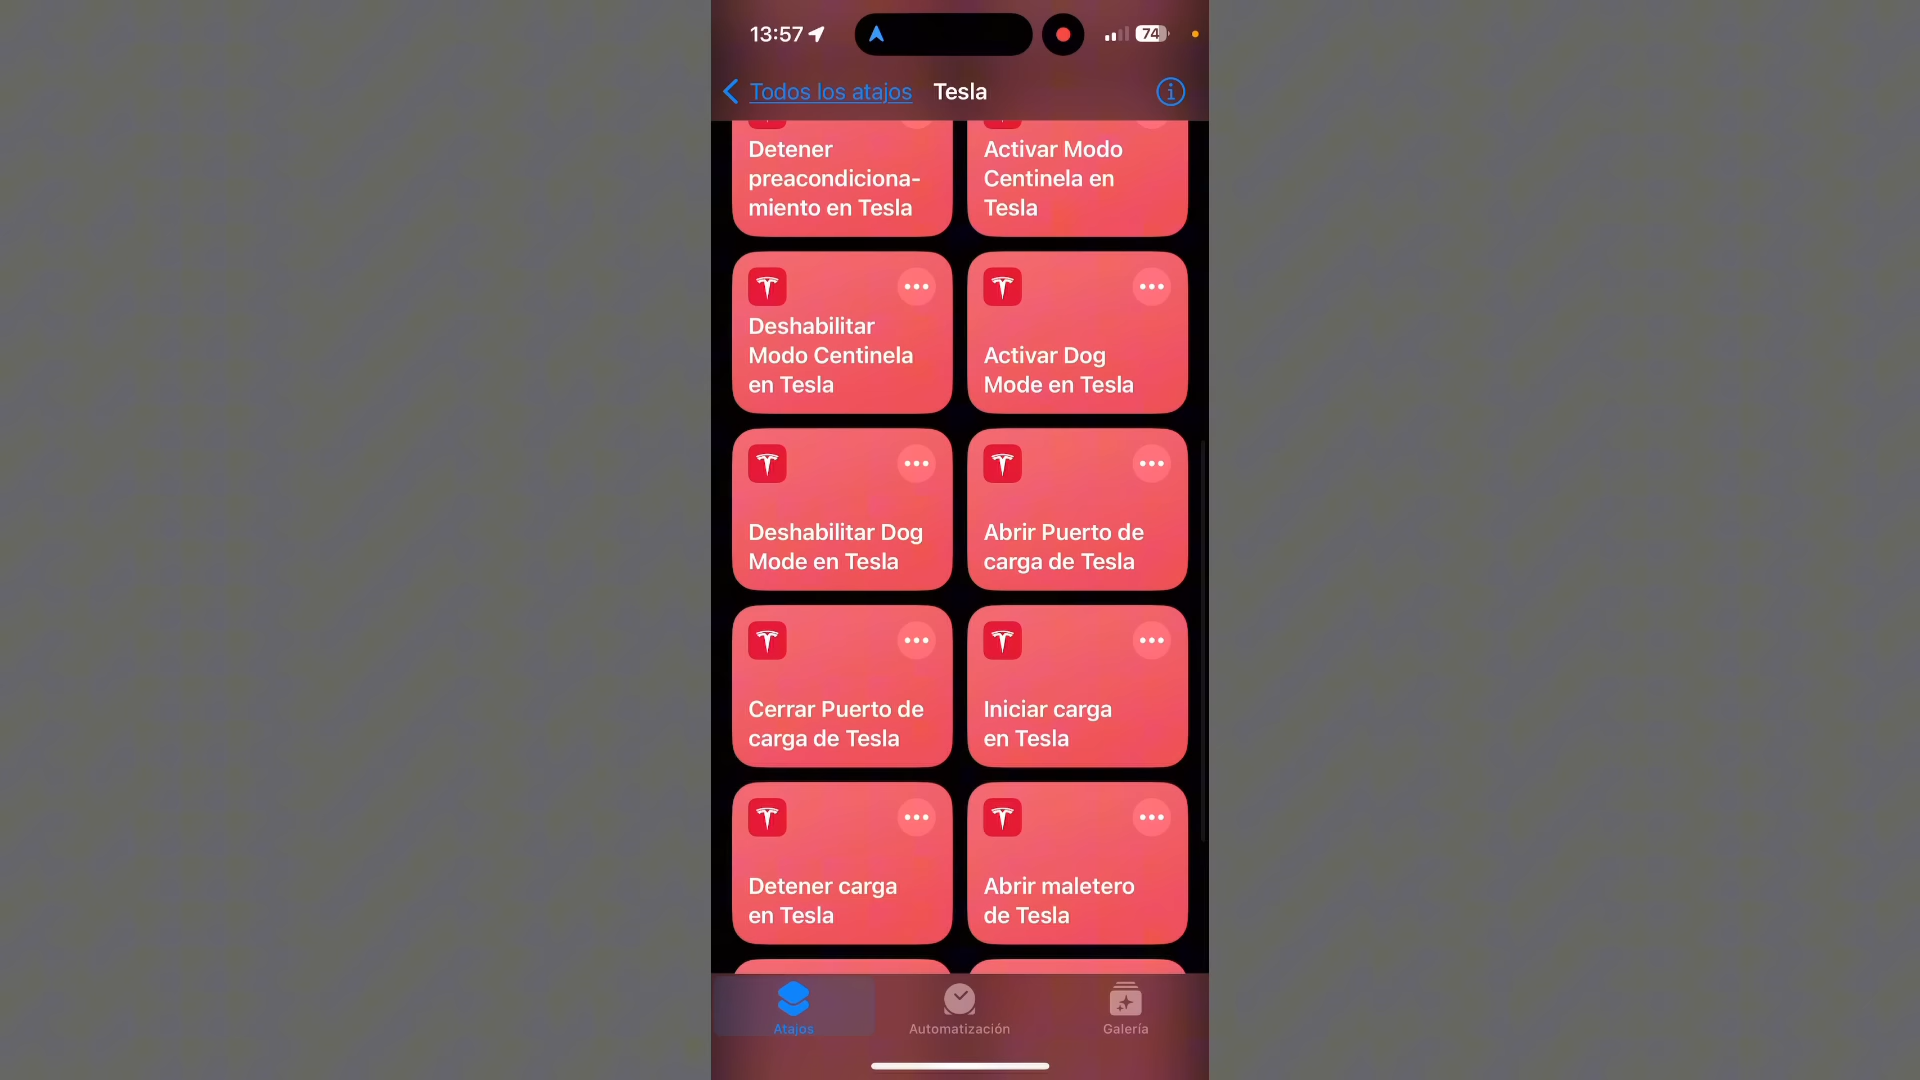 13:57
74
Todos los atajos
Tesla
Detener
preacondiciona-
miento en Tesla
Activar Modo
Centinela en
Tesla
Deshabilitar
Modo Centinela
en Tesla
Activar Dog
Mode en Tesla
Deshabilitar Dog
Mode en Tesla
Abrir Puerto de
carga de Tesla
Cerrar Puerto de
carga de Tesla
Iniciar carga
en Tesla
Detener carga
en Tesla
Abrir maletero
de Tesla
Atajos
Automatización
Galería